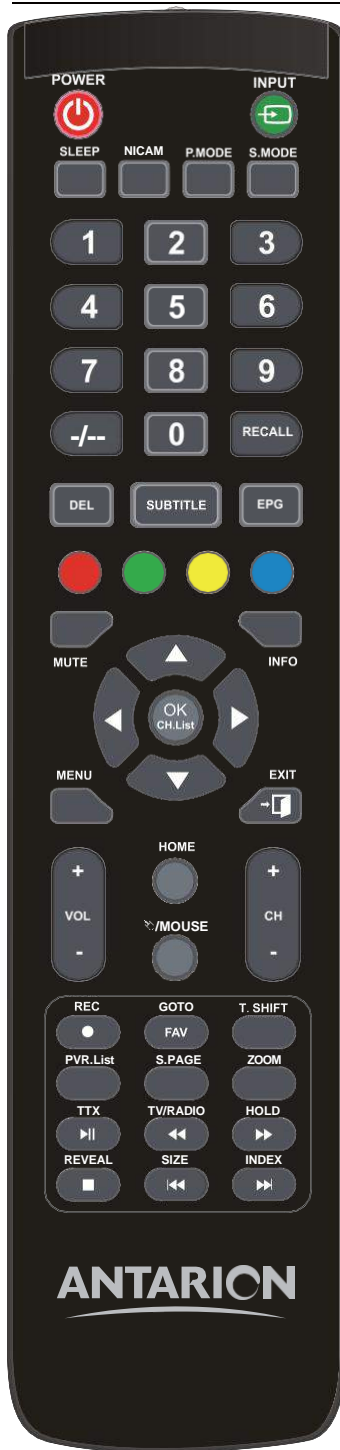 POWER INPUT
SLEEP NICAM P.MODE S.MODE
1 2 3
4 5 6
7 8 9
-/-- 0 RECALL
DEL SUBTITLE EPG
MUTE INFO
OK
CH.List
MENU EXIT
HOME
+ +
VOL CH
/MOUSE
- -
REC GOTO T. SHIFT
FAV
PVR.List S.PAGE ZOOM
TTX TV/RADIO HOLD
REVEAL SIZE INDEX
ANTARION